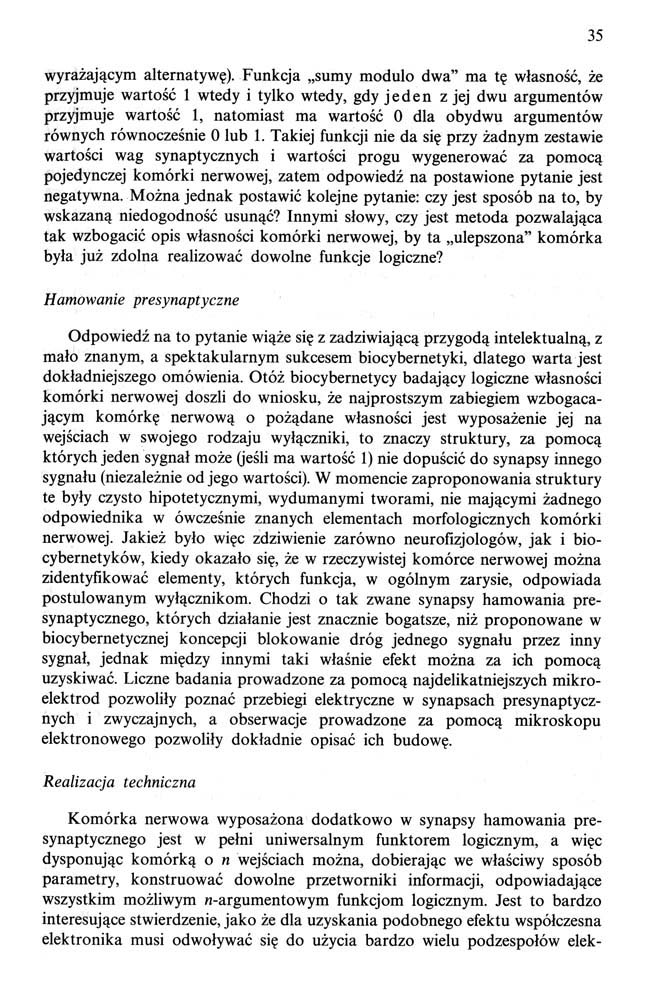 35
wyrażającym alternatywę). Funkcja „sumy modulo dwa” ma tę własność, że
przyjmuje wartość 1 wtedy i tylko wtedy, gdy jeden z jej dwu argumentów
przyjmuje wartość 1, natomiast ma wartość 0 dla obydwu argumentów
równych równocześnie 0 lub 1. Takiej funkcji nie da się przy żadnym zestawie
wartości wag synaptycznych i wartości progu wygenerować za pomocą
pojedynczej komórki nerwowej, zatem odpowiedź na postawione pytanie jest
negatywna. Można jednak postawić kolejne pytanie: czy jest sposób na to, by
wskazaną niedogodność usunąć? Innymi słowy, czy jest metoda pozwalająca
tak wzbogacić opis własności komórki nerwowej, by ta „ulepszona” komórka
była już zdolna realizować dowolne funkcje logiczne?
Hamowanie presynaptyczne
Odpowiedź na to pytanie wiąże się z zadziwiającą przygodą intelektualną, z
mało znanym, a spektakularnym sukcesem biocybernetyki, dlatego warta jest
dokładniejszego omówienia. Otóż biocybernetycy badający logiczne własności
komórki nerwowej doszli do wniosku, że najprostszym zabiegiem wzbogaca-
jącym komórkę nerwową o pożądane własności jest wyposażenie jej na
wejściach w swojego rodzaju wyłączniki, to znaczy struktury, za pomocą
których jeden sygnał może (jeśli ma wartość 1) nie dopuścić do synapsy innego
sygnału (niezależnie od jego wartości). W momencie zaproponowania struktury
te były czysto hipotetycznymi, wydumanymi tworami, nie mającymi żadnego
odpowiednika w ówcześnie znanych elementach morfologicznych komórki
nerwowej. Jakież było więc zdziwienie zarówno neurofizjologów, jak i bio-
cybernetyków, kiedy okazało się, że w rzeczywistej komórce nerwowej można
zidentyfikować elementy, których funkcja, w ogólnym zarysie, odpowiada
postulowanym wyłącznikom. Chodzi o tak zwane synapsy hamowania pre-
synaptycznego, których działanie jest znacznie bogatsze, niż proponowane w
biocybernetycznej koncepcji blokowanie dróg jednego sygnału przez inny
sygnał, jednak między innymi taki właśnie efekt można za ich pomocą
uzyskiwać. Liczne badania prowadzone za pomocą najdelikatniejszych mikro-
elektrod pozwoliły poznać przebiegi elektryczne w synapsach presynaptycz-
nych i zwyczajnych, a obserwacje prowadzone za pomocą mikroskopu
elektronowego pozwoliły dokładnie opisać ich budowę.
Realizacja techniczna
Komórka nerwowa wyposażona dodatkowo w synapsy hamowania pre-
synaptycznego jest w pełni uniwersalnym funktorem logicznym, a więc
dysponując komórką o n wejściach można, dobierając we właściwy sposób
parametry, konstruować dowolne przetworniki informacji, odpowiadające
wszystkim możliwym n-argumentowym funkcjom logicznym. Jest to bardzo
interesujące stwierdzenie, jako że dla uzyskania podobnego efektu współczesna
elektronika musi odwoływać się do użycia bardzo wielu podzespołów elek-